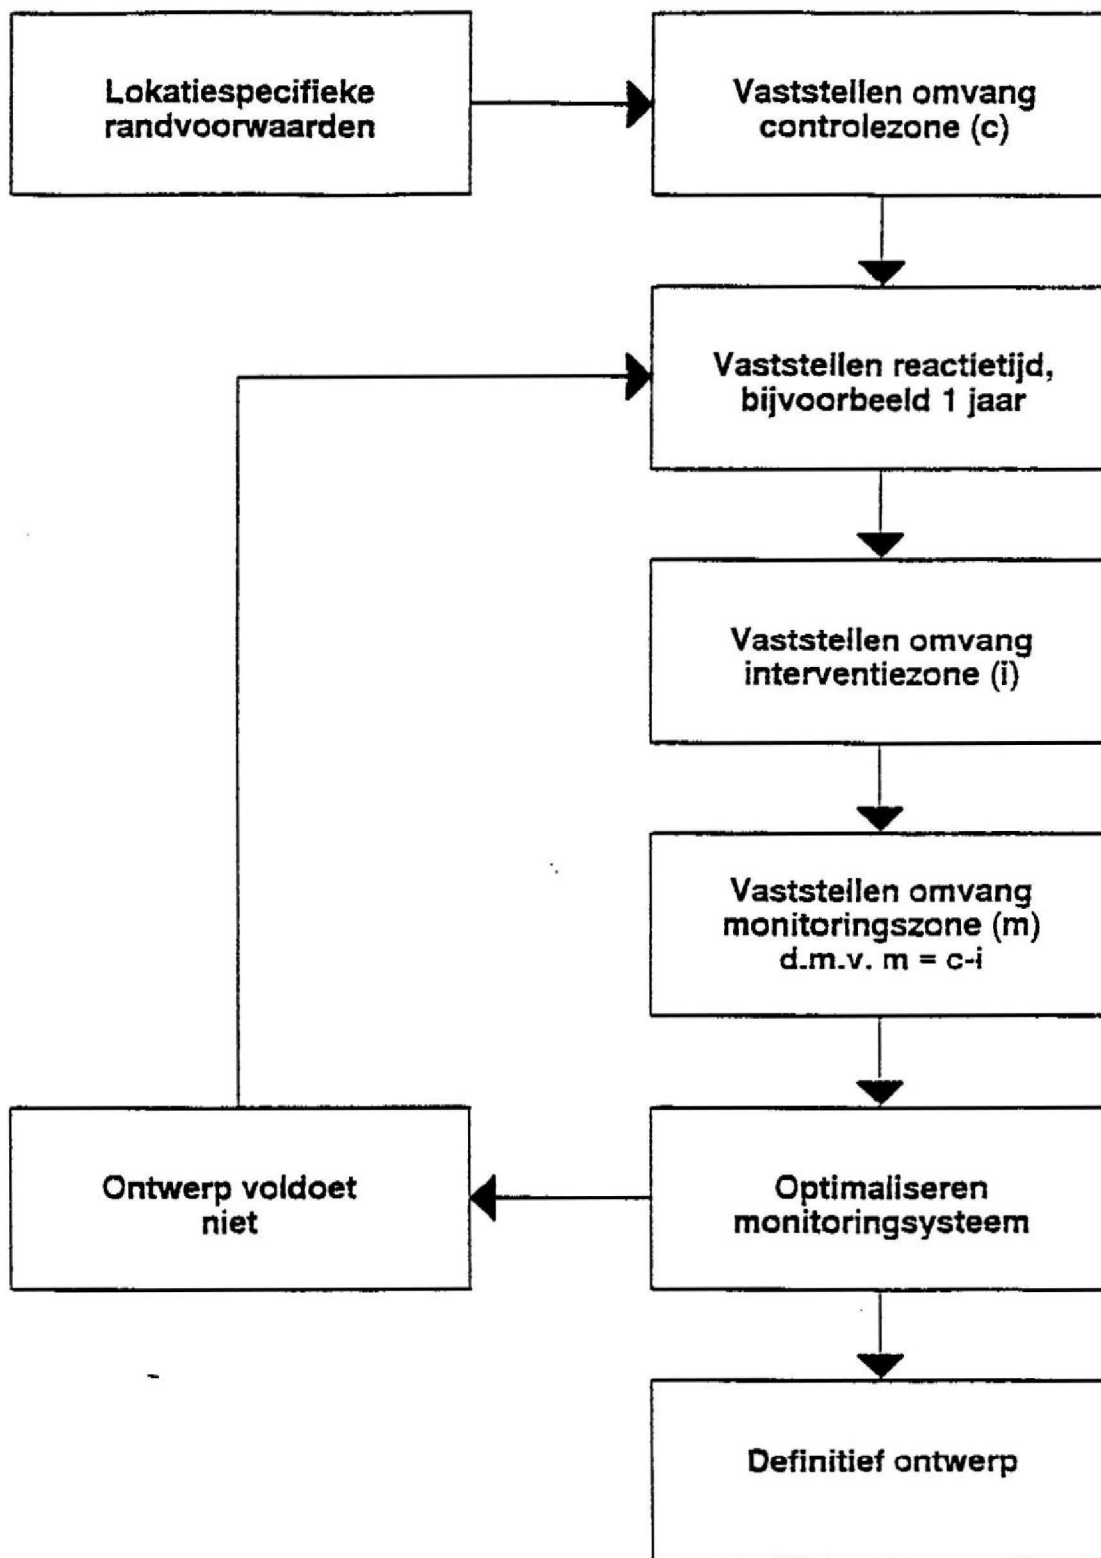 Lokatiespecifieke
randvoorwaarden
Vaststellen omvang
controlezone (c)
Vaststellen reactietijd,
bijvoorbeeld 1 jaar
Vaststellen omvang
interventiezone (i)
Vaststellen omvang
monitoringszone (m)
d.m.v. m = c-i
Ontwerp voldoet
niet
Optimaliseren
monitoringsysteem
Definitief ontwerp